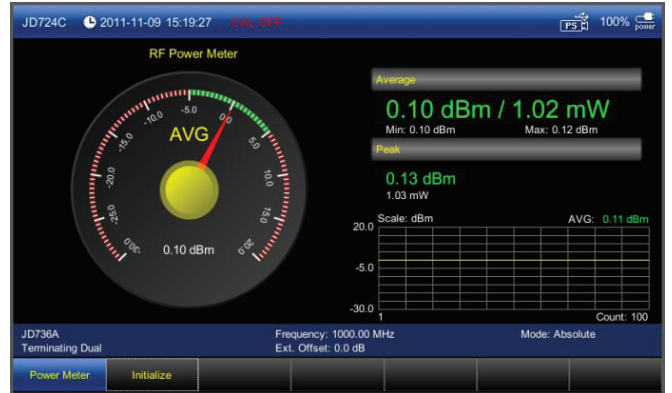 JD724C 2011-11-09 15:19:27 CAL OFF PS 100% power
RF Power Meter
-30.0
-25.0
-20.0
-15.0
-10.0
-5.0
0.0
5.0
10.0
15.0
20.0
AVG
0.10 dBm
Average
0.10 dBm / 1.02 mW
Min: 0.10 dBm Max: 0.12 dBm
Peak
0.13 dBm
1.03 mW
Scale: dBm AVG: 0.11 dBm
20.0
-5.0
-30.0
1 Count: 100
JD736A Frequency: 1000.00 MHz Mode: Absolute
Terminating Dual Ext. Offset: 0.0 dB
Power Meter Initialize